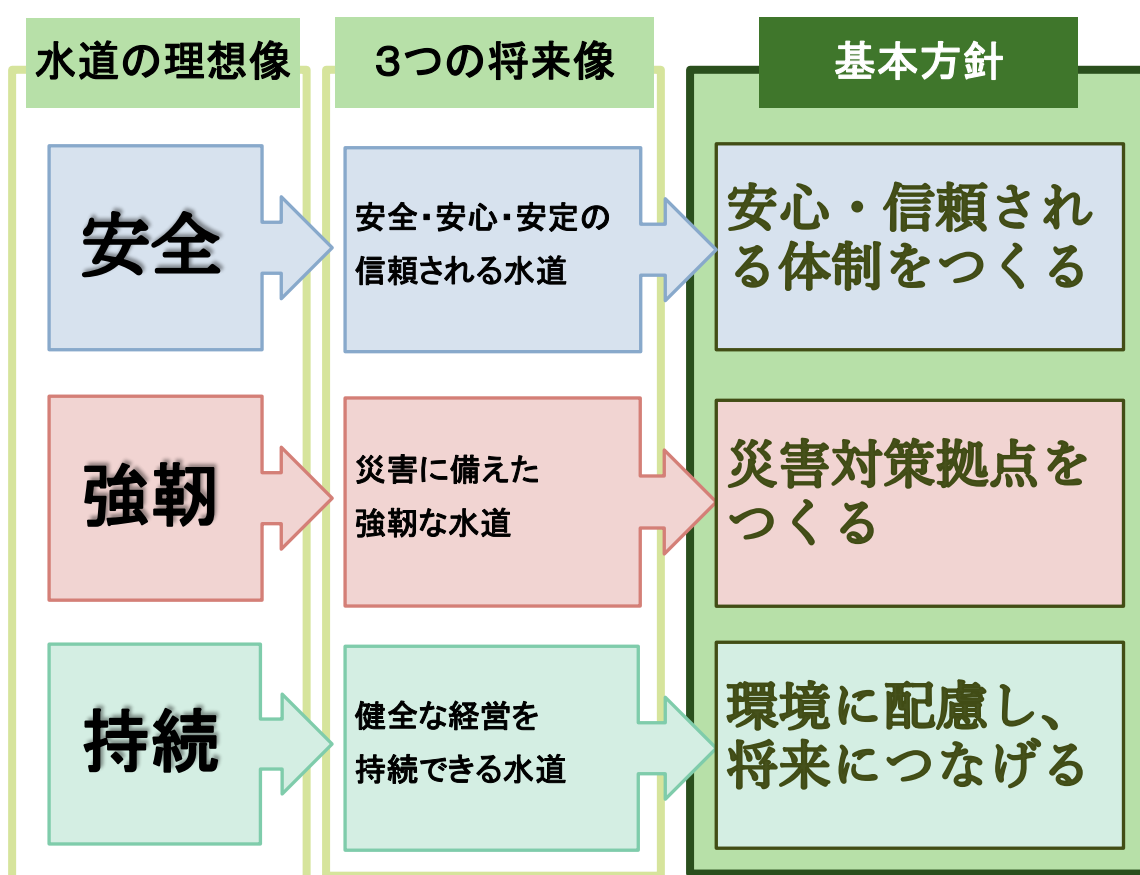 水道の理想像
3つの将来像
基本方針
安全
安全・安心・安定の
信頼される水道
安心・信頼され
る体制をつくる
強靭
災害に備えた
強靭な水道
災害対策拠点を
つくる
持続
健全な経営を
持続できる水道
環境に配慮し、
将来につなげる